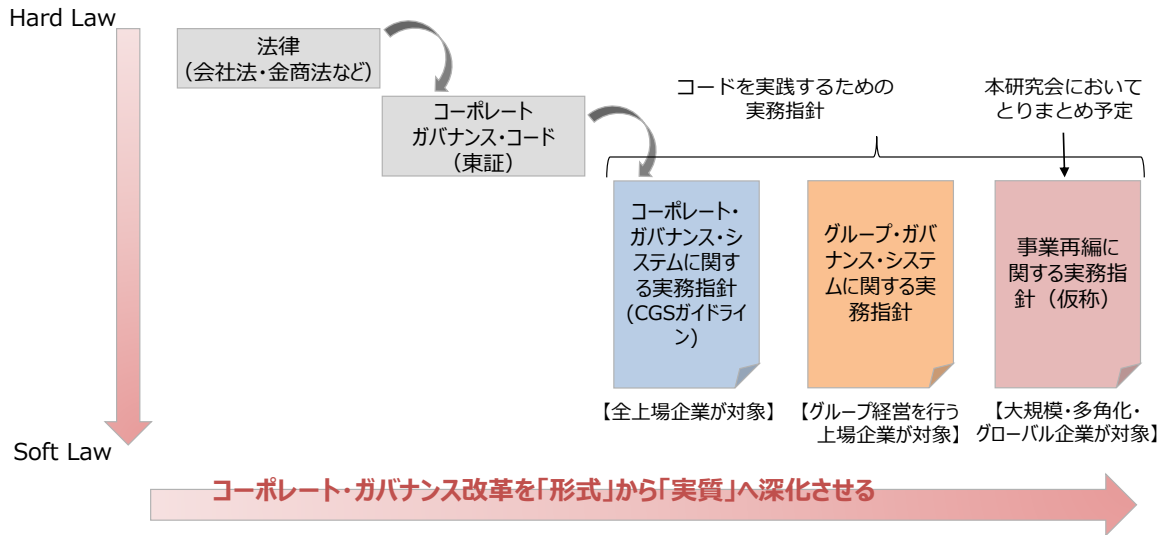 Hard Law
法律
（会社法・金商法など）
コーポレート
ガバナンス・コード
（東証）
コードを実践するための
実務指針
本研究会において
とりまとめ予定
コーポレート・
ガバナンス・シ
ステムに関す
る実務指針
(CGSガイドライ
ン)
グループ・ガバ
ナンス・システ
ムに関する実
務指針
事業再編に
関する実務指
針（仮称）
【全上場企業が対象】
【グループ経営を行う
上場企業が対象】
【大規模・多角化・
グローバル企業が対象】
Soft Law
コーポレート・ガバナンス改革を「形式」から「実質」へ深化させる